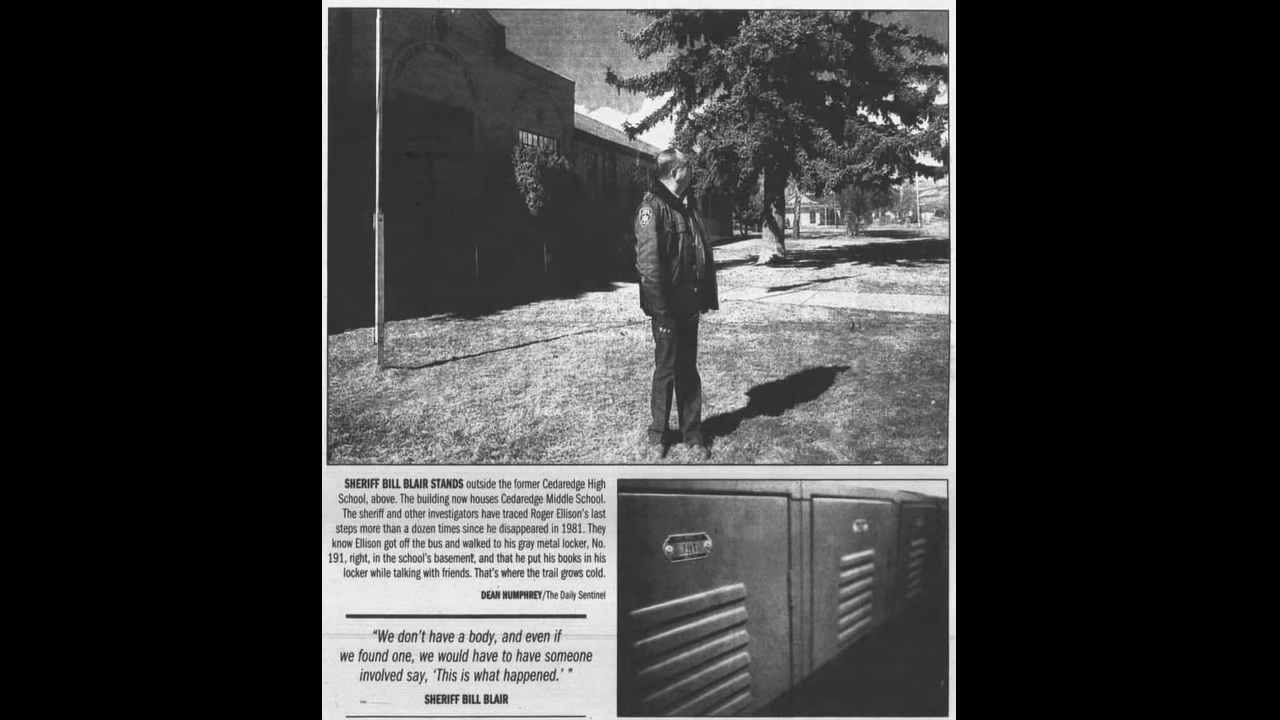 SHERIFF BILL BLAIR STANDS outside the former Cedaredge High
School, above. The building now houses Cedaredge Middle School.
The sheriff and other investigators have traced Roger Ellison's last
steps more than a dozen times since he disappeared in 1981. They
know Ellison got off the bus and walked to his gray metal locker, No.
191, right, in the school's basement, and that he put his books in his
locker while talking with friends. That's where the trail grows cold.
DEAN HUMPHREY/The Daily Sentinel
"We don't have a body, and even if
we found one, we would have to have someone
involved say, 'This is what happened.' "
SHERIFF BILL BLAIR